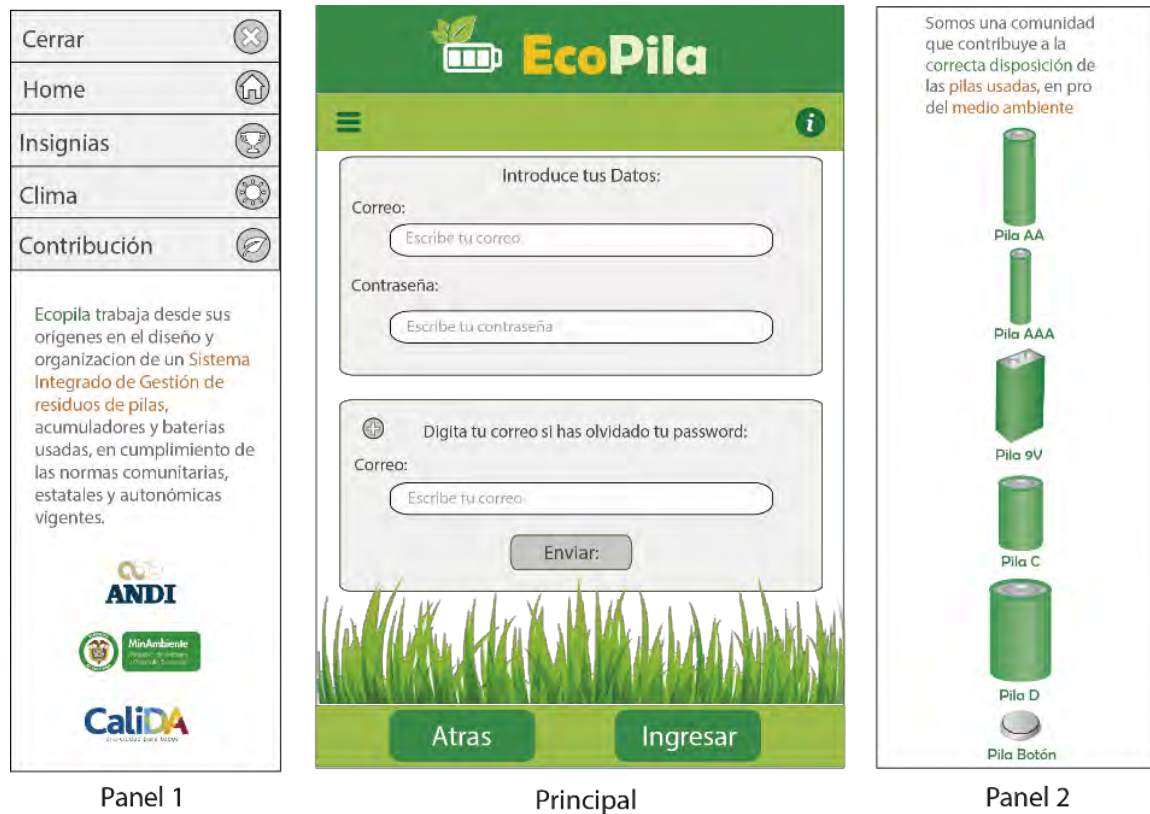 Cerrar
Home
Insignias
Clima
Contribución
Ecopila trabaja desde sus
orígenes en el diseño y
organizacion de un Sistema
Integrado de Gestión de
residuos de pilas,
acumuladores y baterias
usadas, en cumplimiento de
las normas comunitarias,
estatales y autonómicas
vigentes.
ANDI
MinAmbiente
CaliDA
Panel 1
EcoPila
i
Introduce tus Datos:
Correo:
Escribe tu correo
Contraseña:
Escribe tu contraseña
Digita tu correo si has olvidado tu password:
Correo:
Escribe tu correo
Enviar:
Atras
Ingresar
Principal
Somos una comunidad
que contribuye a la
correcta disposición de
las pilas usadas, en pro
del medio ambiente
Pila AA
Pila AAA
Pila 9V
Pila C
Pila D
Pila Botón
Panel 2